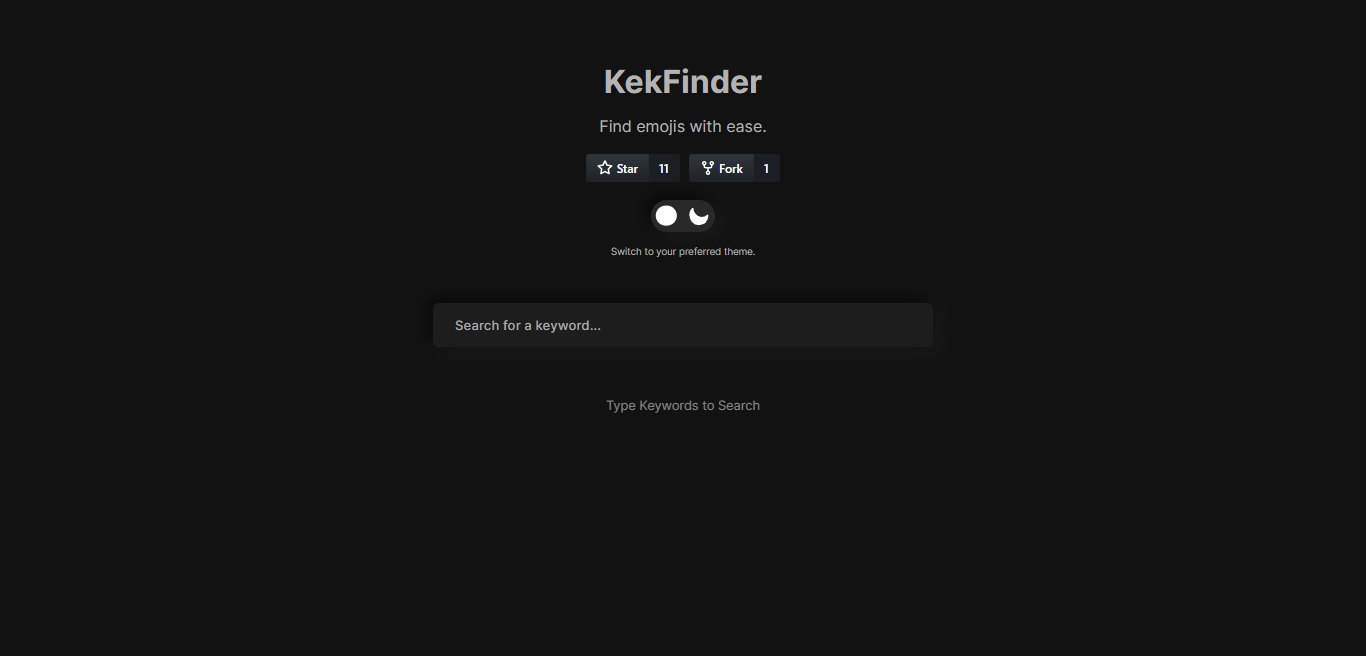 KekFinder
Find emojis with ease.
Star 11 Fork 1
Switch to your preferred theme.
Search for a keyword...
Type Keywords to Search